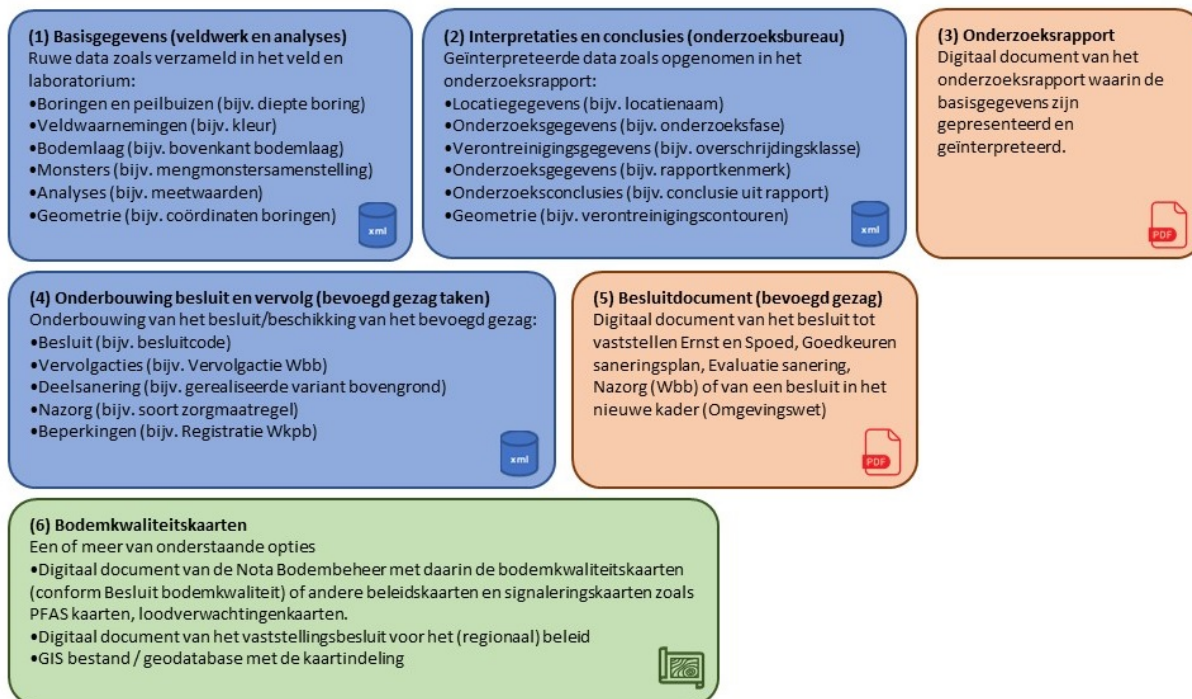 (1) Basisgegevens (veldwerk en analyses)
Ruwe data zoals verzameld in het veld en
laboratorium:
•Boringen en peilbuizen (bijv. diepte boring)
•Veldwaarnemingen (bijv. kleur)
•Bodemlaag (bijv. bovenkant bodemlaag)
•Monsters (bijv. mengmonstersamenstelling)
•Analyses (bijv. meetwaarden)
•Geometrie (bijv. coördinaten boringen)
xml
(2) Interpretaties en conclusies (onderzoeksbureau)
Geïnterpreteerde data zoals opgenomen in het
onderzoeksrapport:
•Locatiegegevens (bijv. locatienaam)
•Onderzoeksgegevens (bijv. onderzoeksfase)
•Verontreinigingsgegevens (bijv. overschrijdingsklasse)
•Onderzoeksgegevens (bijv. rapportkenmerk)
•Onderzoeksconclusies (bijv. conclusie uit rapport)
•Geometrie (bijv. verontreinigingscontouren)
xml
(3) Onderzoeksrapport
Digitaal document van het
onderzoeksrapport waarin de
basisgegevens zijn
gepresenteerd en
geïnterpreteerd.
PDF
(4) Onderbouwing besluit en vervolg (bevoegd gezag taken)
Onderbouwing van het besluit/beschikking van het bevoegd gezag:
•Besluit (bijv. besluitcode)
•Vervolgacties (bijv. Vervolgactie Wbb)
•Deelsanering (bijv. gerealiseerde variant bovengrond)
•Nazorg (bijv. soort zorgmaatregel)
•Beperkingen (bijv. Registratie Wkpb)
xml
(5) Besluitdocument (bevoegd gezag)
Digitaal document van het besluit tot
vaststellen Ernst en Spoed, Goedkeuren
saneringsplan, Evaluatie sanering,
Nazorg (Wbb) of van een besluit in het
nieuwe kader (Omgevingswet)
PDF
(6) Bodemkwaliteitskaarten
Een of meer van onderstaande opties
•Digitaal document van de Nota Bodembeheer met daarin de bodemkwaliteitskaarten
(conform Besluit bodemkwaliteit) of andere beleidskaarten en signaleringskaarten zoals
PFAS kaarten, loodverwachtingenkaarten.
•Digitaal document van het vaststellingsbesluit voor het (regionaal) beleid
•GIS bestand / geodatabase met de kaartindeling